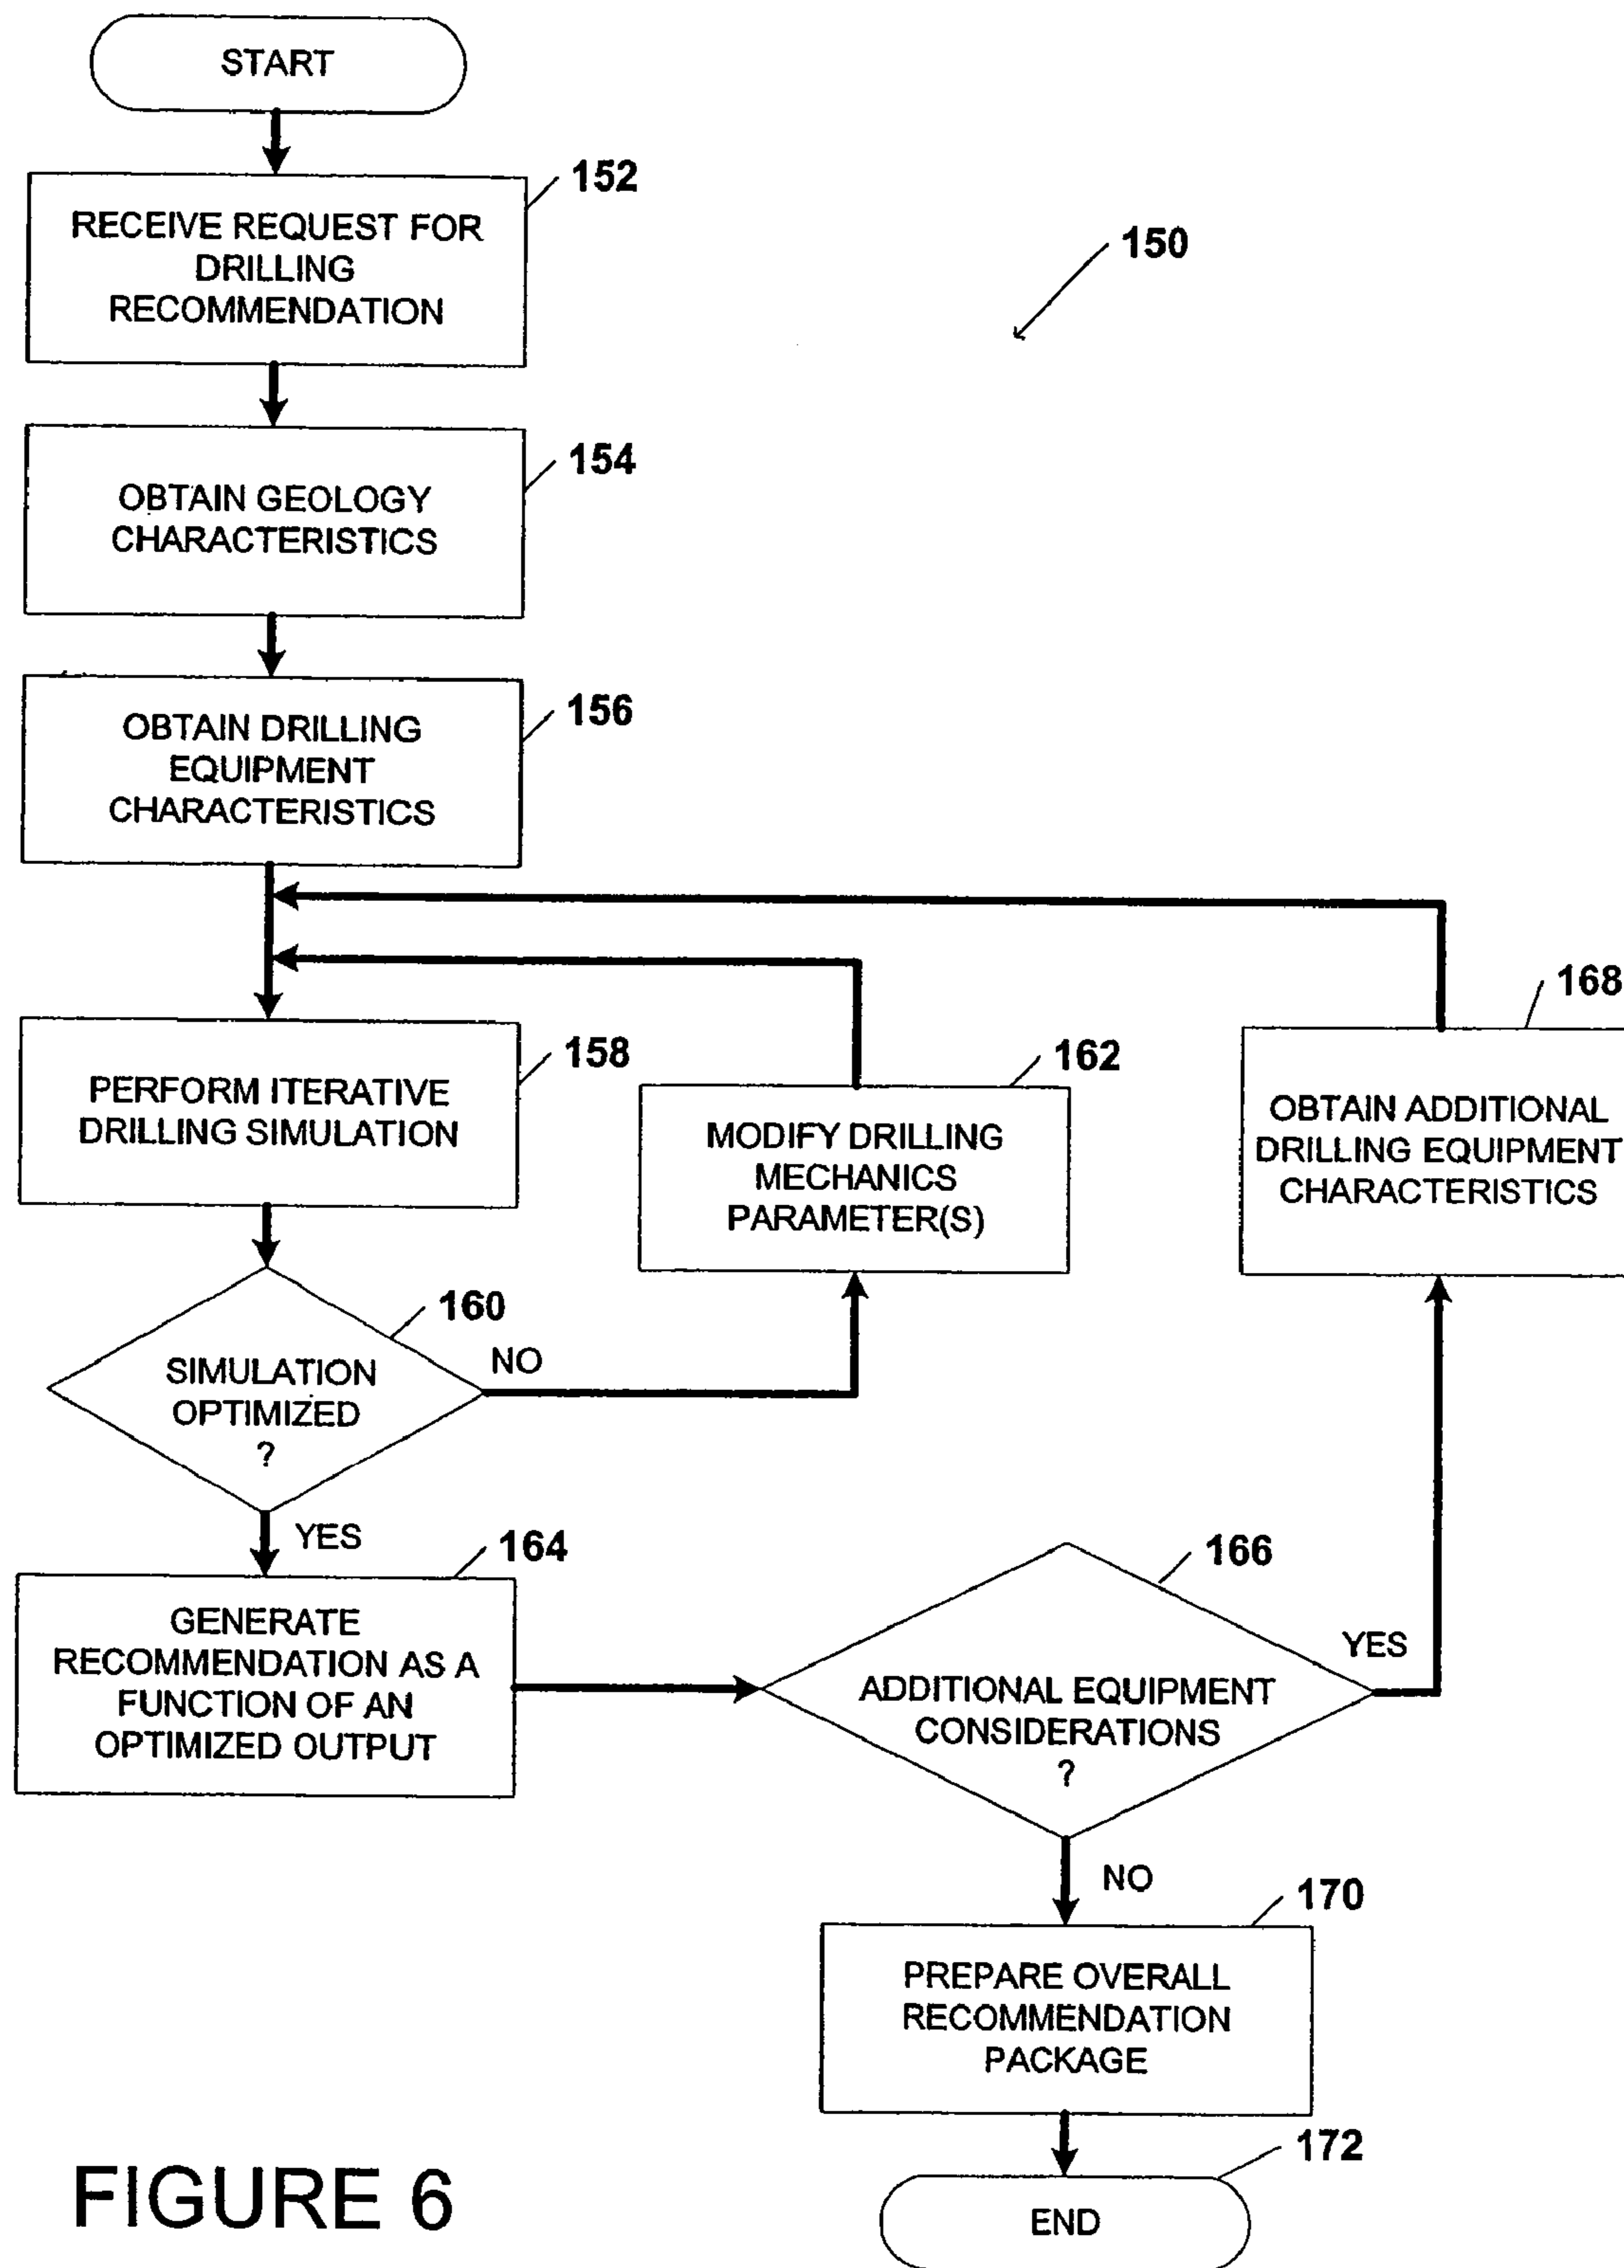 START
152
RECEIVE REQUEST FOR
DRILLING
RECOMMENDATION
150
154
OBTAIN GEOLOGY
CHARACTERISTICS
156
OBTAIN DRILLING
EQUIPMENT
CHARACTERISTICS
158
PERFORM ITERATIVE
DRILLING SIMULATION
162
MODIFY DRILLING
MECHANICS
PARAMETER(S)
168
OBTAIN ADDITIONAL
DRILLING EQUIPMENT
CHARACTERISTICS
160
SIMULATION
OPTIMIZED
?
NO
YES
164
GENERATE
RECOMMENDATION AS A
FUNCTION OF AN
OPTIMIZED OUTPUT
166
ADDITIONAL EQUIPMENT
CONSIDERATIONS
?
YES
NO
170
PREPARE OVERALL
RECOMMENDATION
PACKAGE
172
END
FIGURE 6